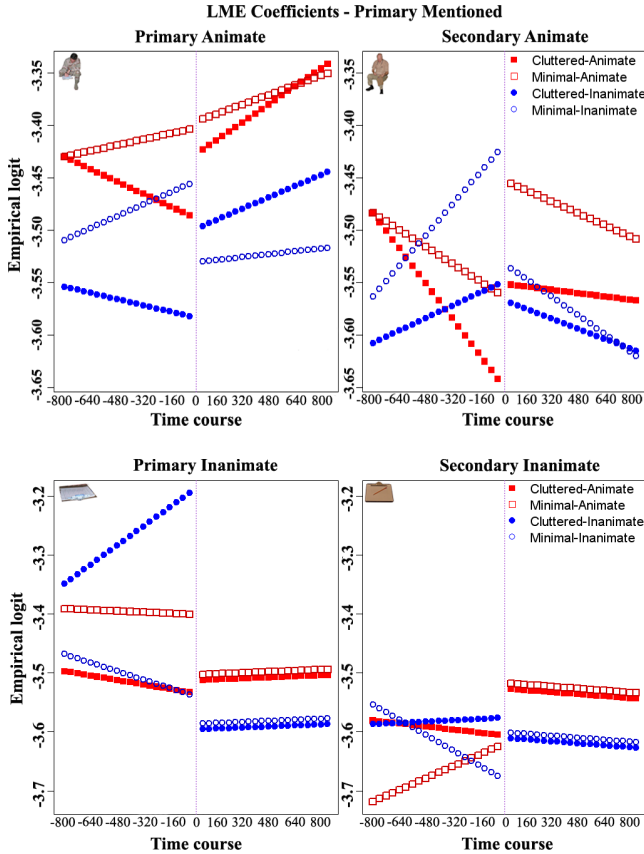 LME Coefficients - Primary Mentioned
Primary Animate
Secondary Animate
Empirical logit
-3.35
-3.40
-3.45
-3.50
-3.55
-3.60
-3.65
Cluttered-Animate
Minimal-Animate
Cluttered-Inanimate
Minimal-Inanimate
-800 -640 -480 -320 -160 0 160 320 480 640 800
-800 -640 -480 -320 -160 0 160 320 480 640 800
Time course
Time course
Primary Inanimate
Secondary Inanimate
Empirical logit
-3.2
-3.3
-3.4
-3.5
-3.6
-3.7
Cluttered-Animate
Minimal-Animate
Cluttered-Inanimate
Minimal-Inanimate
-800 -640 -480 -320 -160 0 160 320 480 640 800
-800 -640 -480 -320 -160 0 160 320 480 640 800
Time course
Time course